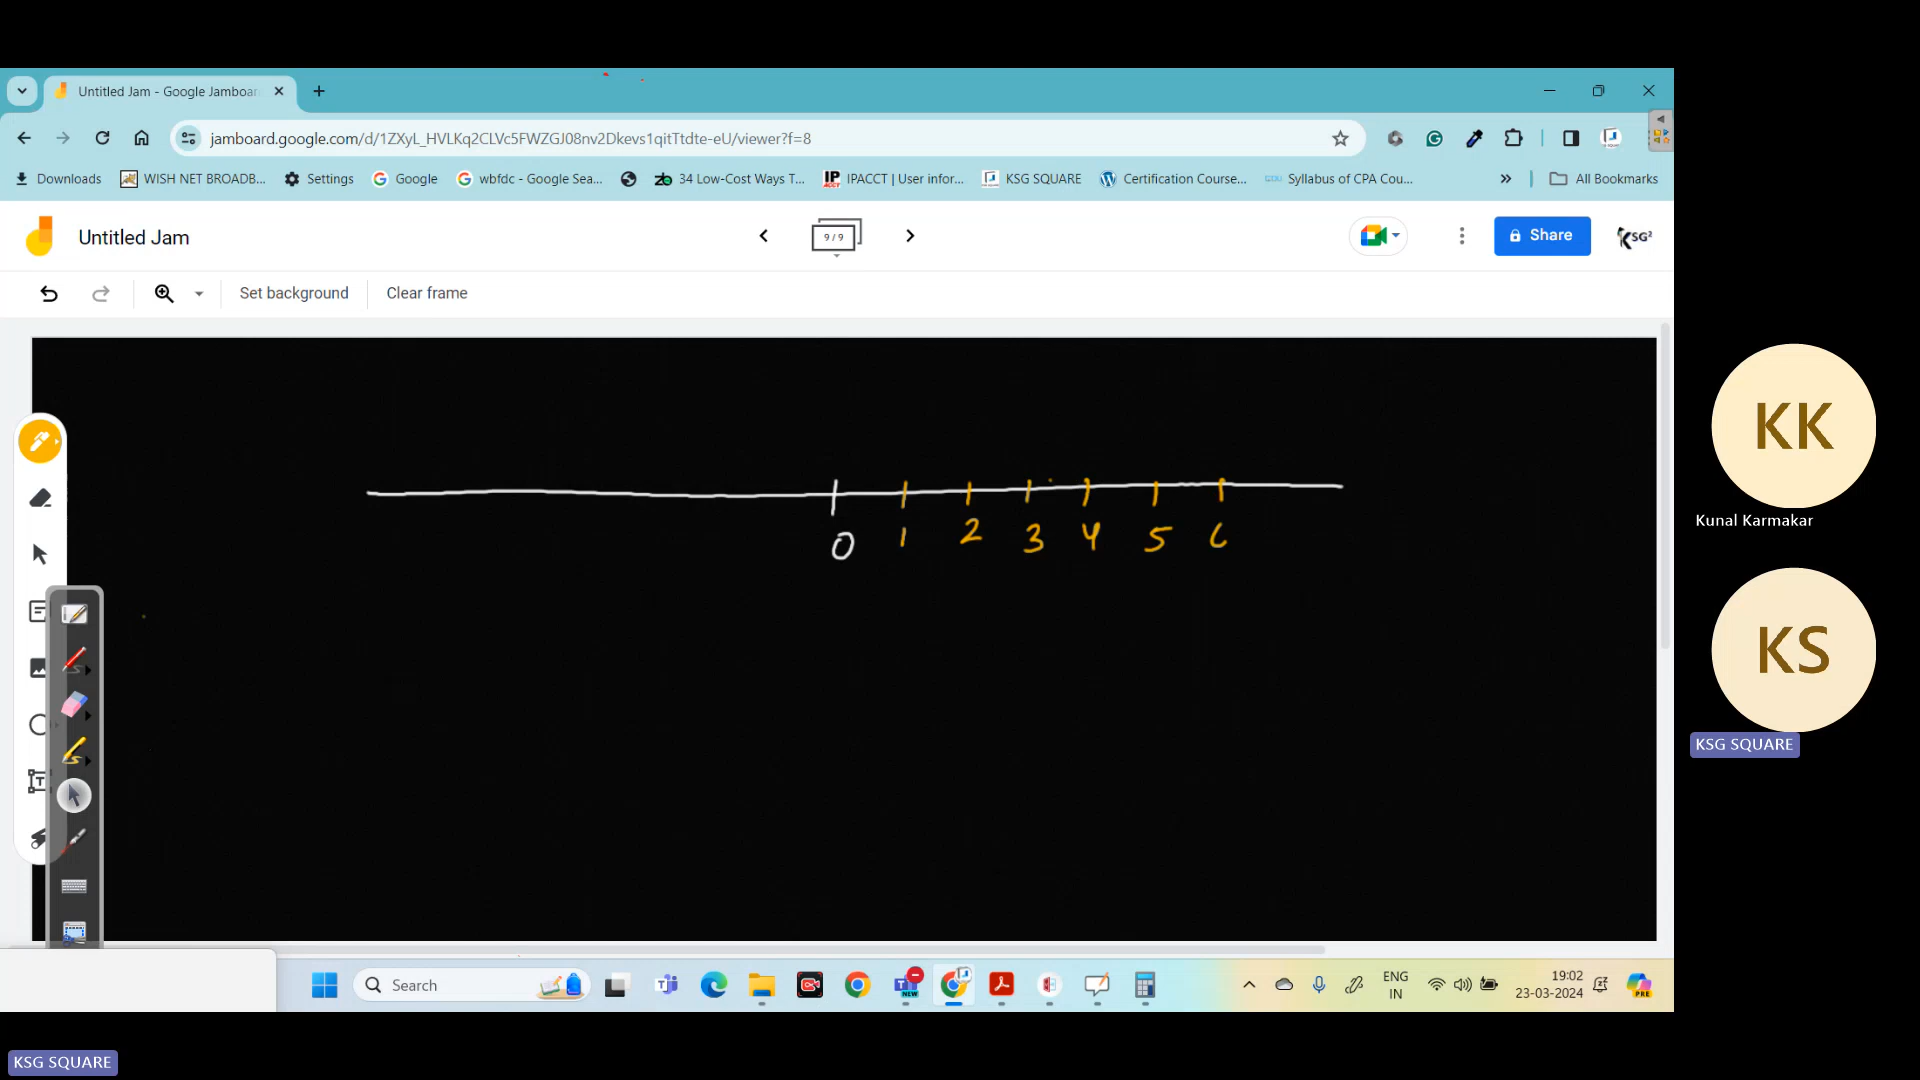 Untitled Jam - Google Jamboar
jamboard.google.com/d/1ZXyL_HVLKq2CLVc5FWZGJ08nv2Dkevs1qitTtdte-eU/viewer?f=8
Downloads WISH NET BROADB... Settings Google wbfdc - Google Sea... 34 Low-Cost Ways T... IPACCT | User infor... KSG SQUARE Certification Course... Syllabus of CPA Cou... » All Bookmarks
Untitled Jam 9 / 9 Share KSG²
Set background Clear frame
0 1 2 3 4 5 6
KK
Kunal Karmakar
KS
KSG SQUARE
Search
ENG
IN
19:02
23-03-2024
KSG SQUARE